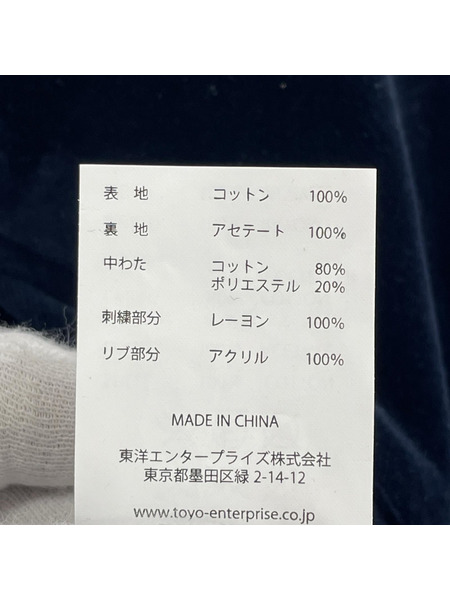 表 地 コットン 100%
裏 地 アセテート 100%
中わた コットン 80%
ポリエステル 20%
刺繍部分 レーヨン 100%
リブ部分 アクリル 100%
MADE IN CHINA
東洋エンタープライズ株式会社
東京都墨田区緑 2-14-12
www.toyo-enterprise.co.jp